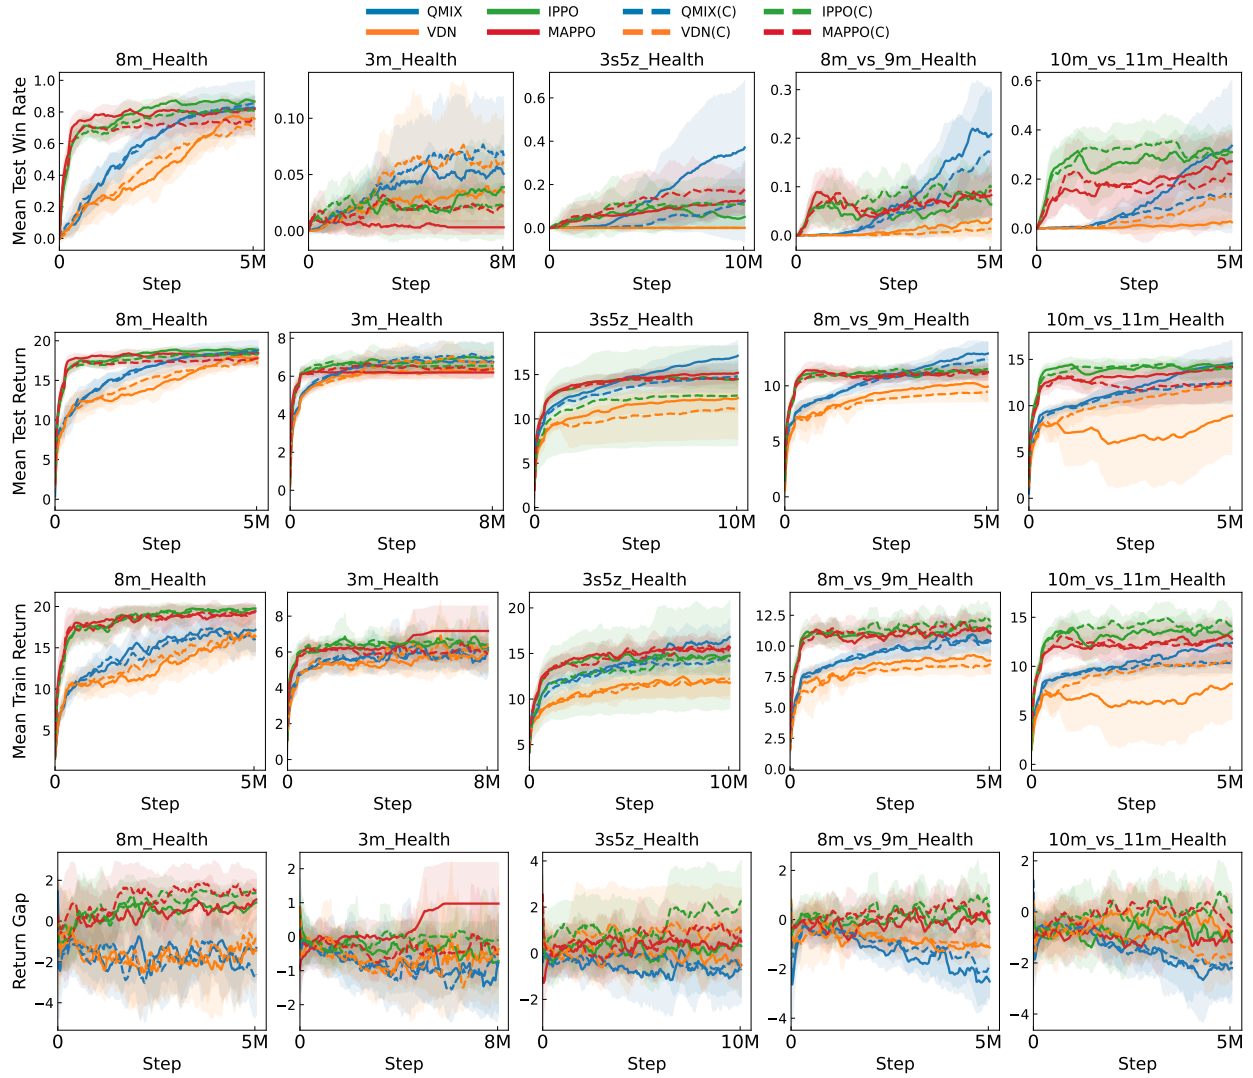 QMIX IPPO QMIX(C) IPPO(C)
VDN MAPPO VDN(C) MAPPO(C)
8m_Health 3m_Health 3s5z_Health 8m_vs_9m_Health 10m_vs_11m_Health
Mean Test Win Rate
1.0 0.8 0.6 0.4 0.2 0.0
0.10 0.05 0.00
0.6 0.4 0.2 0.0
0.3 0.2 0.1 0.0
0.6 0.4 0.2 0.0
0 5M 0 8M 0 10M 0 5M 0 5M
Step Step Step Step Step
8m_Health 3m_Health 3s5z_Health 8m_vs_9m_Health 10m_vs_11m_Health
Mean Test Return
20 15 10 5 0
8 6 4 2 0
15 10 5 0
10 5 0
15 10 5 0
0 5M 0 8M 0 10M 0 5M 0 5M
Step Step Step Step Step
8m_Health 3m_Health 3s5z_Health 8m_vs_9m_Health 10m_vs_11m_Health
Mean Train Return
20 15 10 5
8 6 4 2 0
20 15 10 5
12.5 10.0 7.5 5.0 2.5 0.0
15.0 12.5 10.0 7.5 5.0 2.5 0.0
0 5M 0 8M 0 10M 0 5M 0 5M
Step Step Step Step Step
8m_Health 3m_Health 3s5z_Health 8m_vs_9m_Health 10m_vs_11m_Health
Return Gap
2 0 −2 −4
2 1 0 −1 −2
4 2 0 −2
2 0 −2 −4
2 0 −2 −4
0 5M 0 8M 0 10M 0 5M 0 5M
Step Step Step Step Step